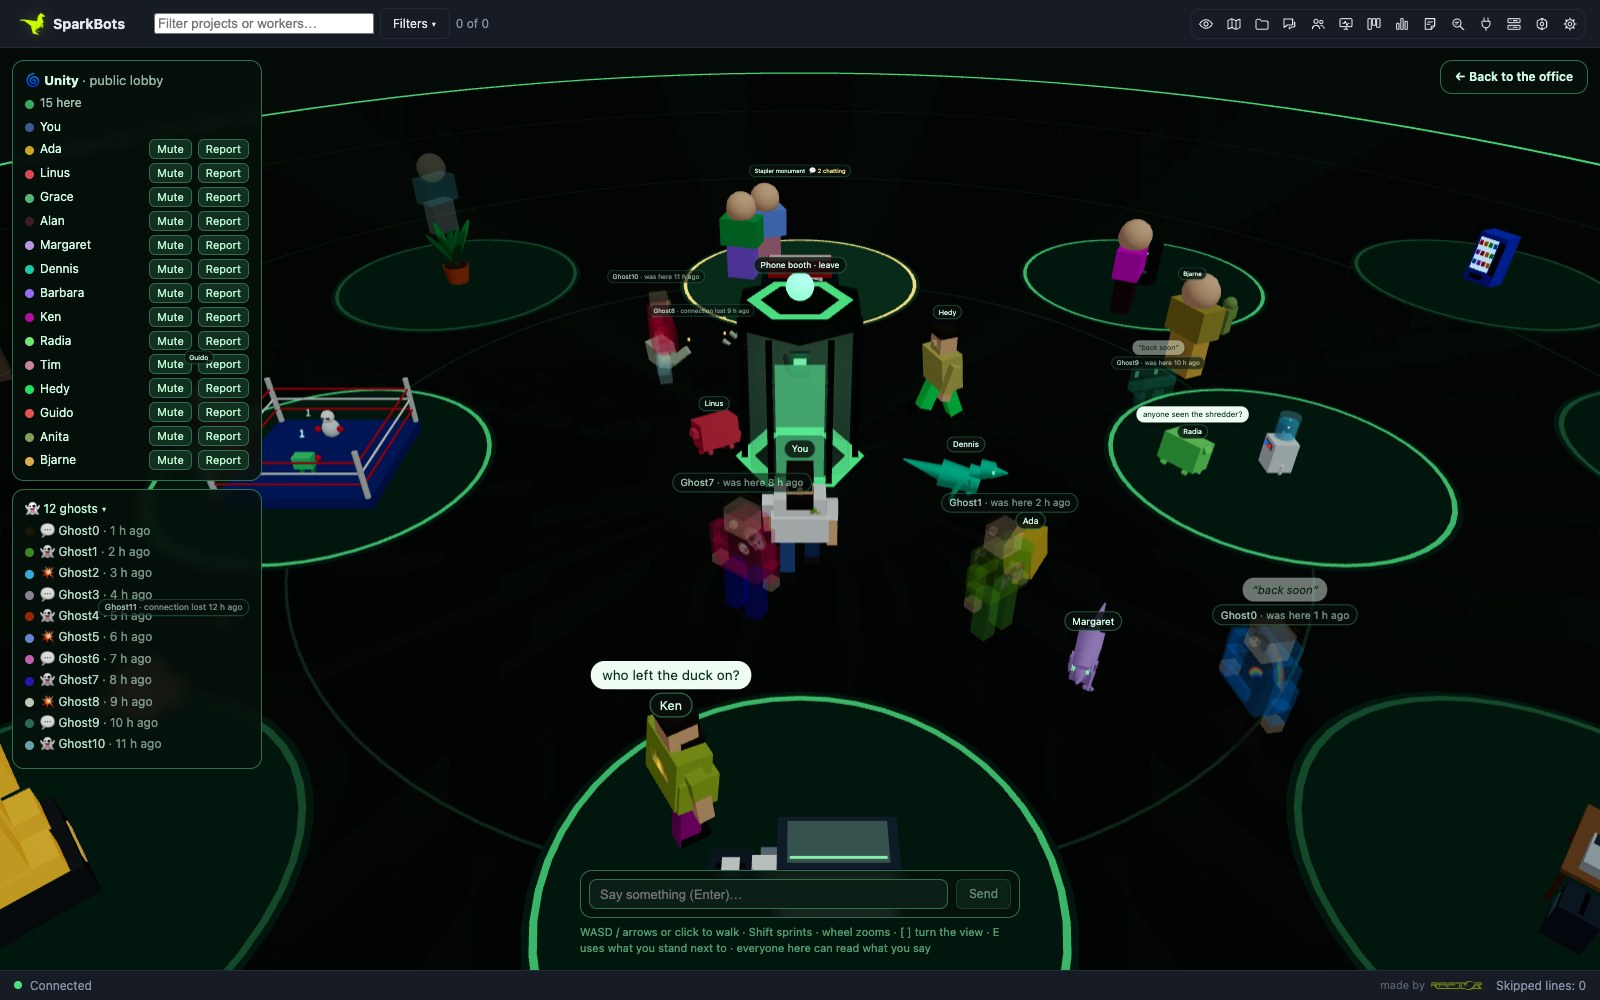 SparkBots
Filter projects or workers…
Filters ▾
0 of 0
Unity · public lobby
15 here
You
Ada Mute Report
Linus Mute Report
Grace Mute Report
Alan Mute Report
Margaret Mute Report
Dennis Mute Report
Barbara Mute Report
Ken Mute Report
Radia Mute Report
Tim Mute Report
Guido
Hedy Mute Report
Guido Mute Report
Anita Mute Report
Bjarne Mute Report
12 ghosts ▾
Ghost0 · 1 h ago
Ghost1 · 2 h ago
Ghost2 · 3 h ago
Ghost3 · 4 h ago
Ghost11 · connection lost 12 h ago
Ghost4 · 5 h ago
Ghost5 · 6 h ago
Ghost6 · 7 h ago
Ghost7 · 8 h ago
Ghost8 · 9 h ago
Ghost9 · 10 h ago
Ghost10 · 11 h ago
← Back to the office
Stapler monument 2 chatting
Phone booth · leave
Ghost10 · was here 11 h ago
Ghost8 · connection lost 9 h ago
Bjarne
Hedy
"back soon"
Ghost9 · was here 10 h ago
Linus
anyone seen the shredder?
Radia
1
1
You
Dennis
Ghost7 · was here 8 h ago
Ghost1 · was here 2 h ago
Ada
"back soon"
Ghost0 · was here 1 h ago
Margaret
who left the duck on?
Ken
Say something (Enter)…
Send
WASD / arrows or click to walk · Shift sprints · wheel zooms · [ ] turn the view · E
uses what you stand next to · everyone here can read what you say
Connected
made by RAPTOR
Skipped lines: 0